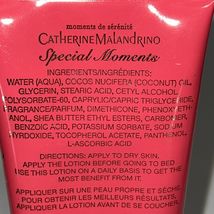 moments de sérénité
CATHERINE MALANDRINO
Special Moments
INGREDIENTS/INGRÉDIENTS:
WATER (AQUA), COCOS NUCIFERA (COCONUT) OIL,
GLYCERIN, STEARIC ACID, CETYL ALCOHOL,
POLYSORBATE-60, CAPRYLIC/CAPRIC TRIGLYCERIDE,
FRAGRANCE/PARFUM, DIMETHICONE, PHENOXYETH-
ANOL, SHEA BUTTER ETHYL ESTERS, CARBOMER,
BENZOIC ACID, POTASSIUM SORBATE, SODIUM
HYDROXIDE, TOCOPHEROL ACETATE, PANTHENOL,
L-ASCORBIC ACID
DIRECTIONS: APPLY TO DRY SKIN.
APPLY THE LOTION BEFORE GOING TO BED
USE THIS LOTION ON A DAILY BASIS TO GET THE
MOST BENEFIT FROM IT.
APPLIQUER SUR UNE PEAU PROPRE ET SÈCHE
POUR OBTENIR LES MEILLEURS RÉSULTATS.
APPLIQUER LA LOTION AVANT DE SE COUCHER.